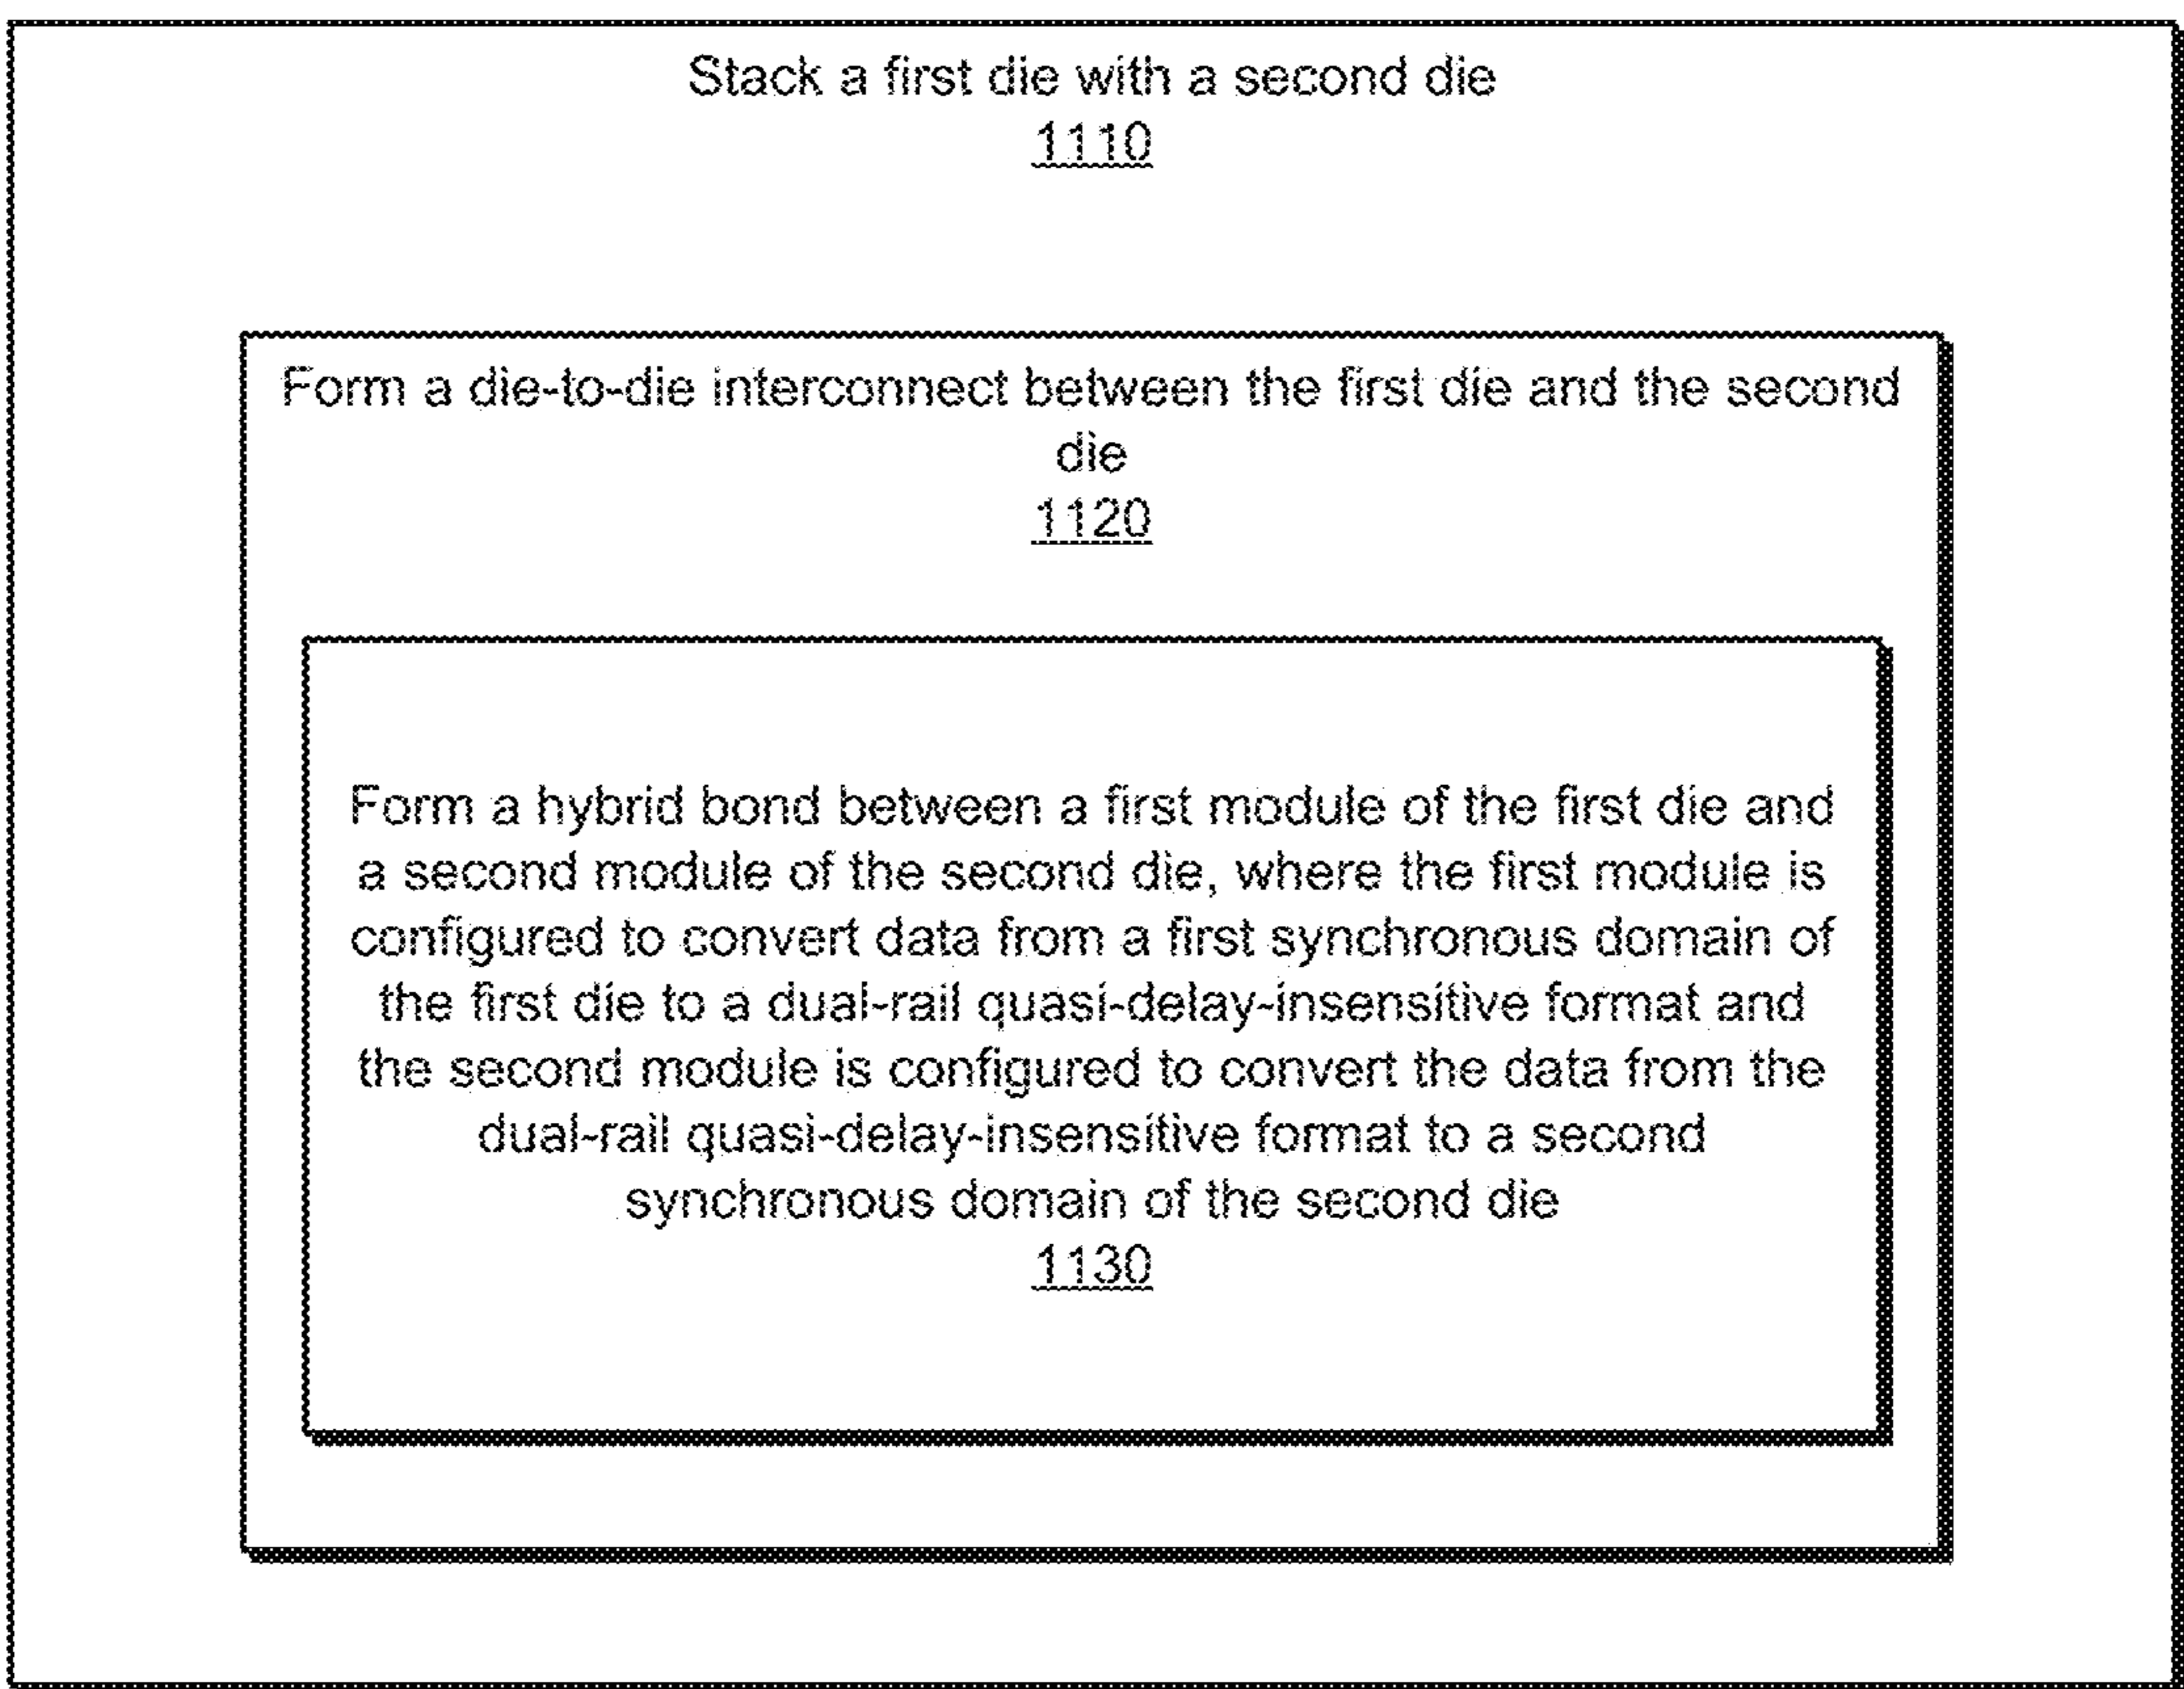 Stack a first die with a second die
1110
Form a die-to-die interconnect between the first die and the second
die
1120
Form a hybrid bond between a first module of the first die and
a second module of the second die, where the first module is
configured to convert data from a first synchronous domain of
the first die to a dual-rail quasi-delay-insensitive format and
the second module is configured to convert the data from the
dual-rail quasi-delay-insensitive format to a second
synchronous domain of the second die
1130